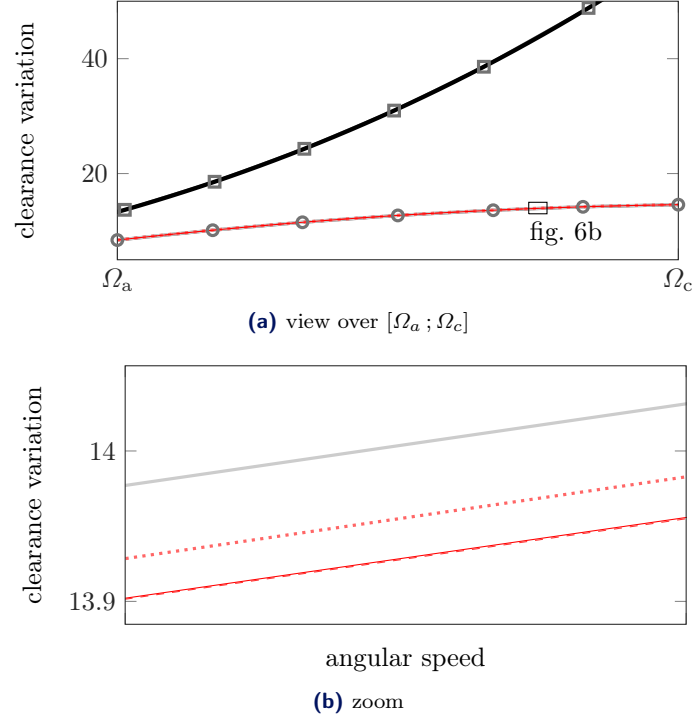 clearance variation
40
20
fig. 6b
Ωa
Ωc
(a) view over [Ωa ; Ωc]
clearance variation
14
13.9
angular speed
(b) zoom